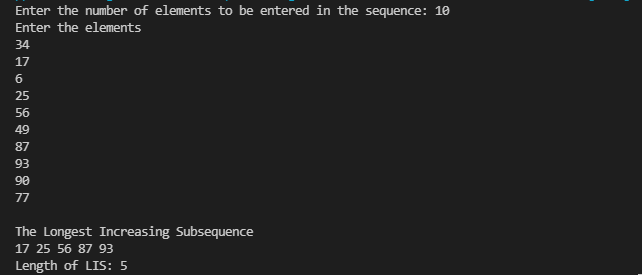 Enter the number of elements to be entered in the sequence: 10
Enter the elements
34
17
6
25
56
49
87
93
90
77
The Longest Increasing Subsequence
17 25 56 87 93
Length of LIS: 5